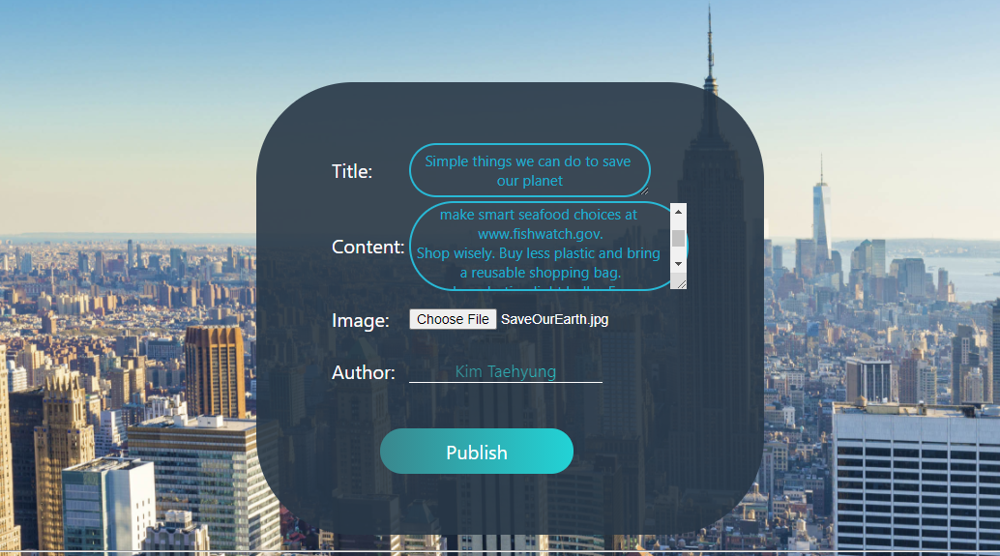 Title:
Simple things we can do to save
our planet
Content:
make smart seafood choices at
www.fishwatch.gov.
Shop wisely. Buy less plastic and bring
a reusable shopping bag.
Image:
Choose File SaveOurEarth.jpg
Author:
Kim Taehyung
Publish